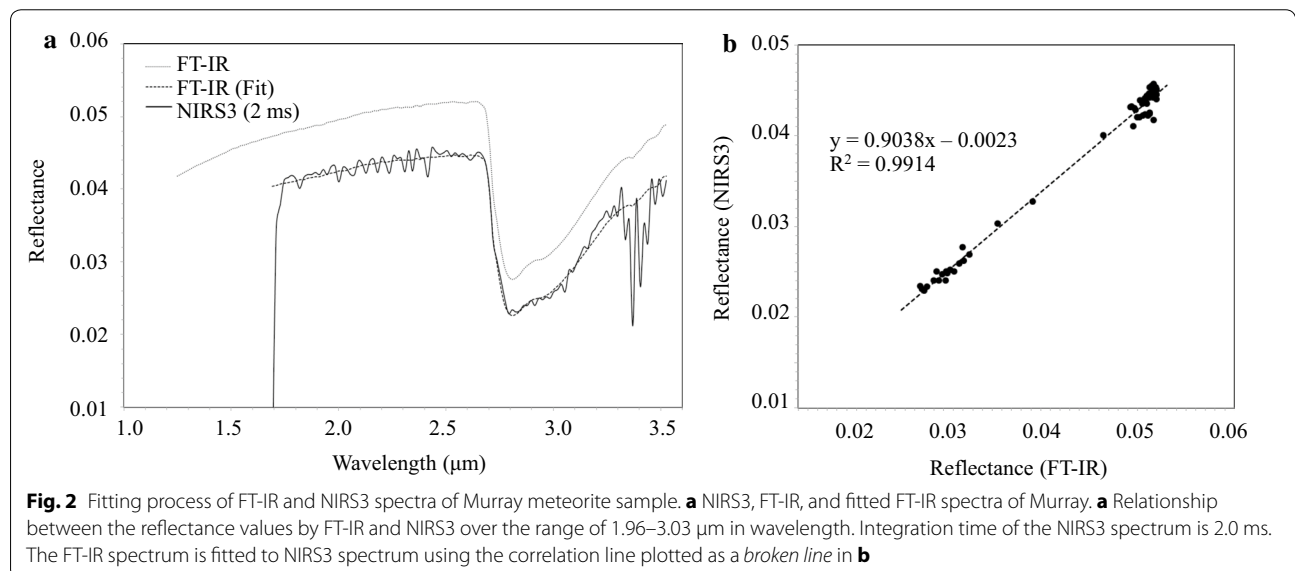 a
0.06
0.05
0.04
0.03
0.02
0.01
Reflectance
FT-IR
FT-IR (Fit)
NIRS3 (2 ms)
1.0 1.5 2.0 2.5 3.0 3.5
Wavelength (μm)
b
0.05
0.04
0.03
0.02
0.01
Reflectance (NIRS3)
y = 0.9038x – 0.0023
R² = 0.9914
0.02 0.03 0.04 0.05 0.06
Reflectance (FT-IR)
Fig. 2 Fitting process of FT-IR and NIRS3 spectra of Murray meteorite sample. a NIRS3, FT-IR, and fitted FT-IR spectra of Murray. a Relationship
between the reflectance values by FT-IR and NIRS3 over the range of 1.96–3.03 μm in wavelength. Integration time of the NIRS3 spectrum is 2.0 ms.
The FT-IR spectrum is fitted to NIRS3 spectrum using the correlation line plotted as a broken line in b